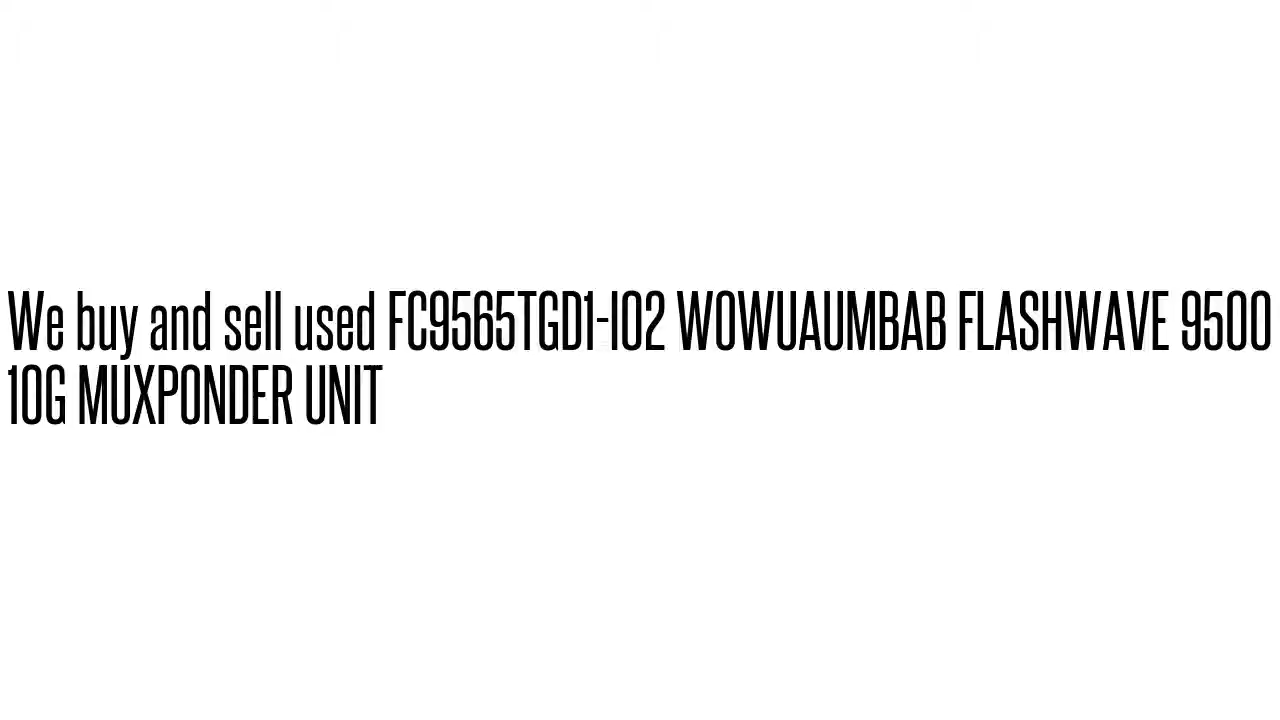 We buy and sell used FC9565TGD1-I02 WOWUAUMBAB FLASHWAVE 9500
10G MUXPONDER UNIT